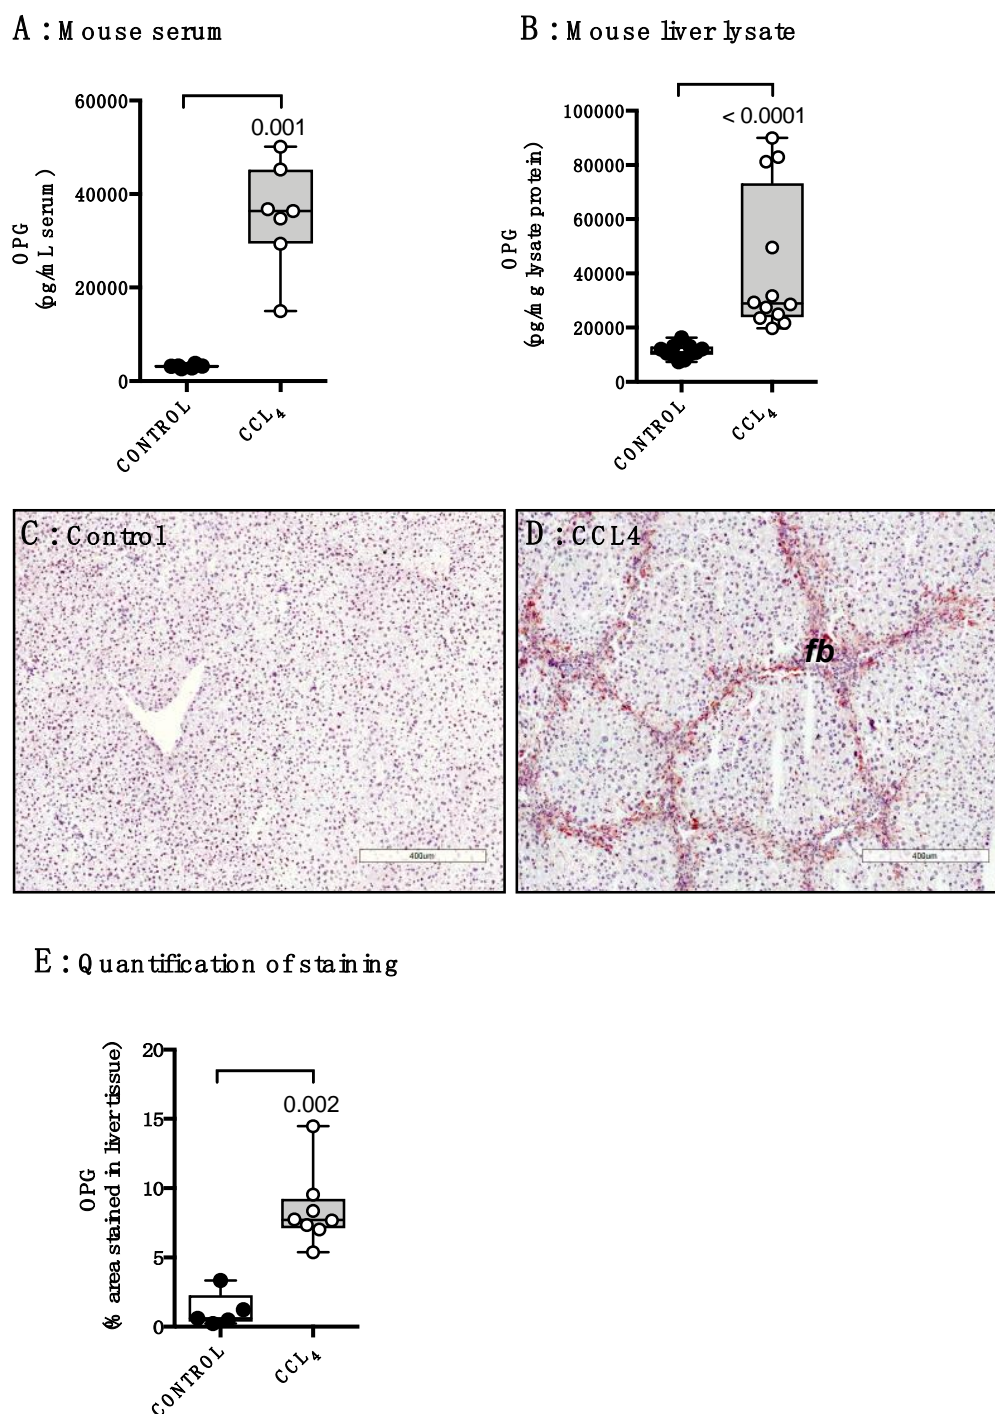 A : Mouse serum
B : Mouse liver lysate
60000
40000
20000
0
OPG
(pg/mL serum)
0.001
CONTROL
CCL4
100000
80000
60000
40000
20000
0
OPG
(pg/mg lysate protein)
< 0.0001
CONTROL
CCL4
C : Control
400um
D : CCL4
fb
400um
E : Quantification of staining
20
15
10
5
0
OPG
(% area stained in liver tissue)
0.002
CONTROL
CCL4